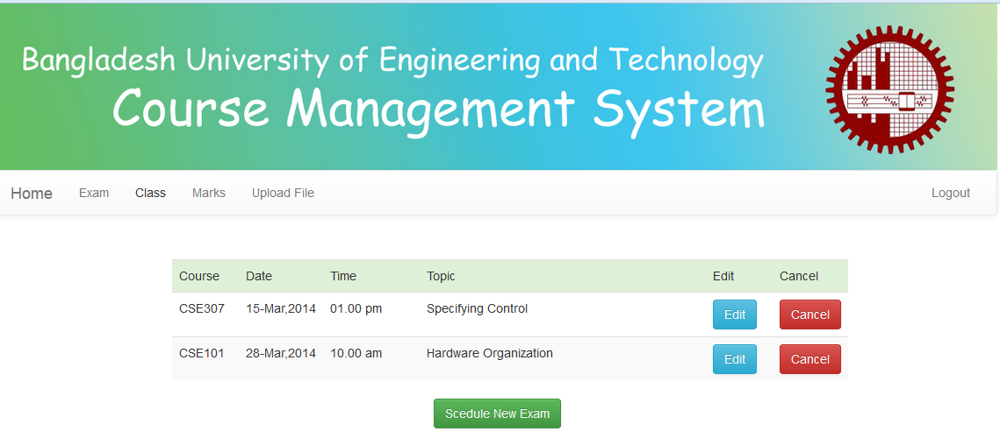 Bangladesh University of Engineering and Technology
Course Management System
Home Exam Class Marks Upload File Logout
Course Date Time Topic Edit Cancel
CSE307 15-Mar,2014 01.00 pm Specifying Control Edit Cancel
CSE101 28-Mar,2014 10.00 am Hardware Organization Edit Cancel
Scedule New Exam